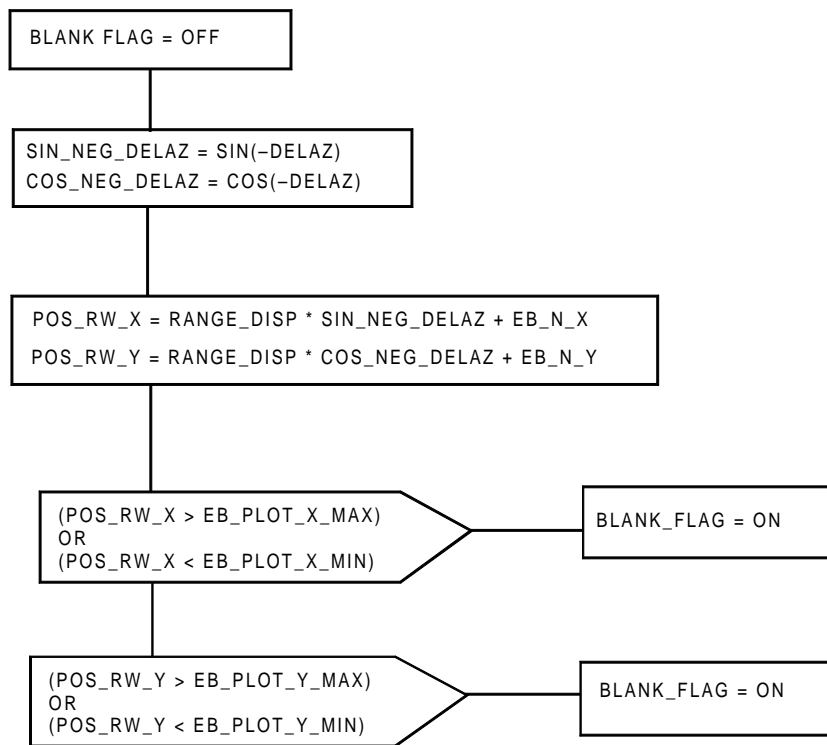 BLANK FLAG = OFF
SIN_NEG_DELAZ = SIN(–DELAZ)
COS_NEG_DELAZ = COS(–DELAZ)
POS_RW_X = RANGE_DISP * SIN_NEG_DELAZ + EB_N_X
POS_RW_Y = RANGE_DISP * COS_NEG_DELAZ + EB_N_Y
(POS_RW_X > EB_PLOT_X_MAX)
OR
(POS_RW_X < EB_PLOT_X_MIN)
BLANK_FLAG = ON
(POS_RW_Y > EB_PLOT_Y_MAX)
OR
(POS_RW_Y < EB_PLOT_Y_MIN)
BLANK_FLAG = ON